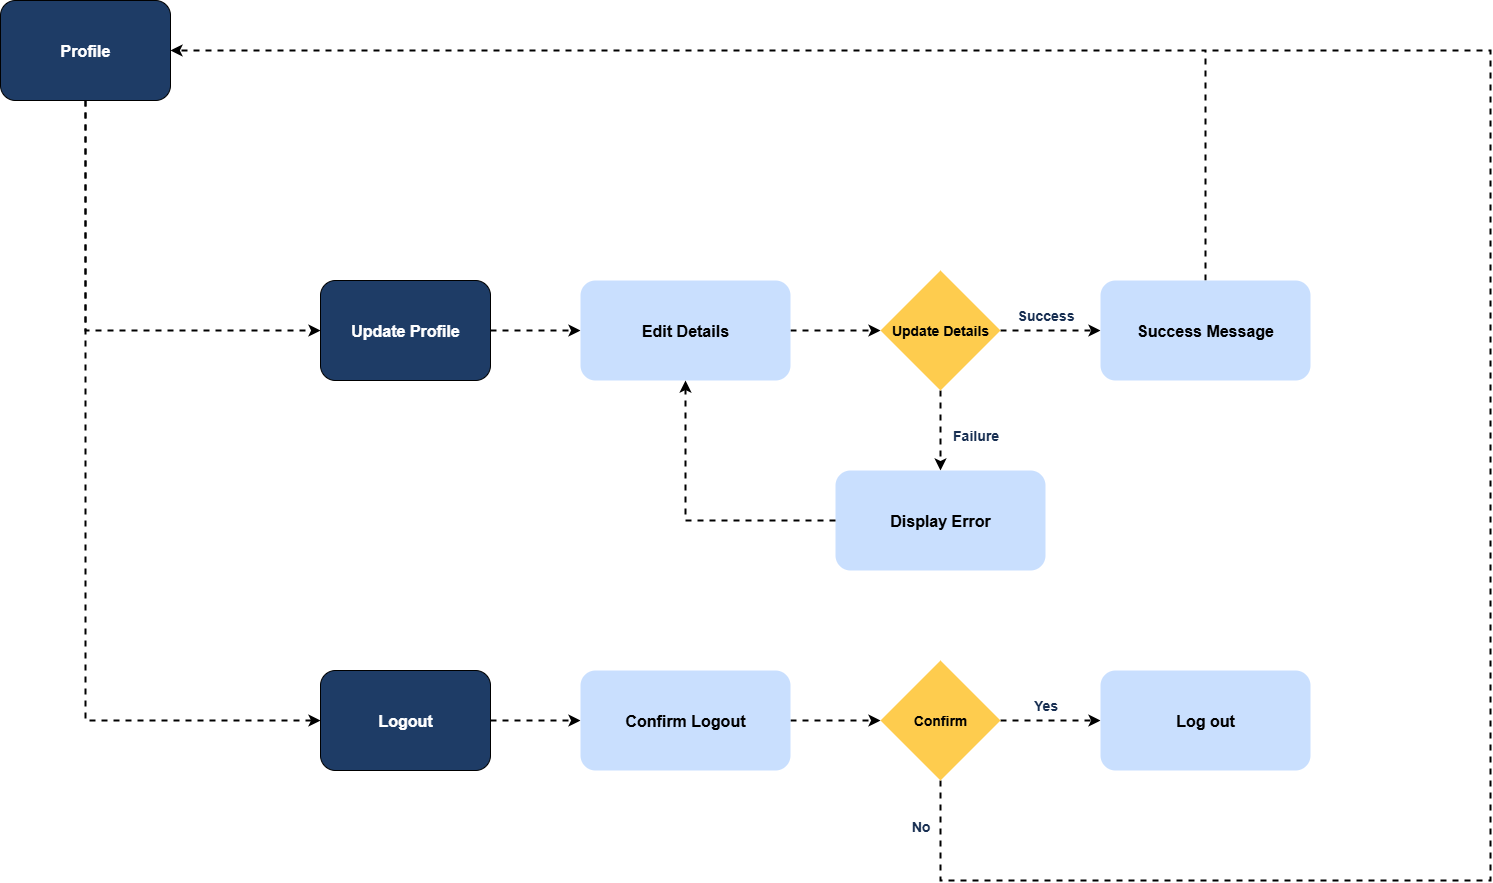 Profile
Update Profile
Edit Details
Update Details
Success
Success Message
Failure
Display Error
Logout
Confirm Logout
Confirm
Yes
Log out
No